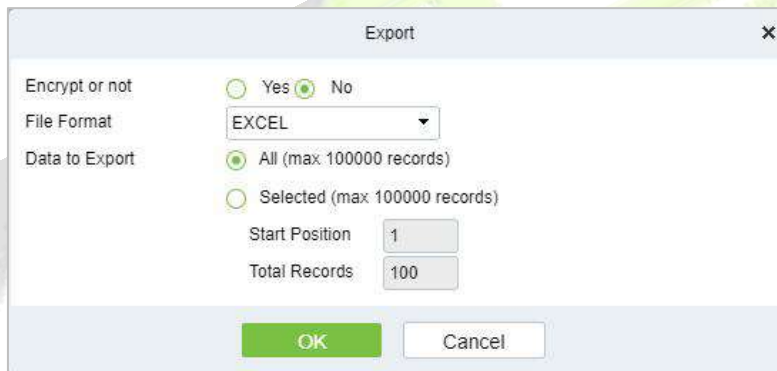 Export
Encrypt or not Yes No
File Format EXCEL
Data to Export All (max 100000 records)
Selected (max 100000 records)
Start Position 1
Total Records 100
OK Cancel